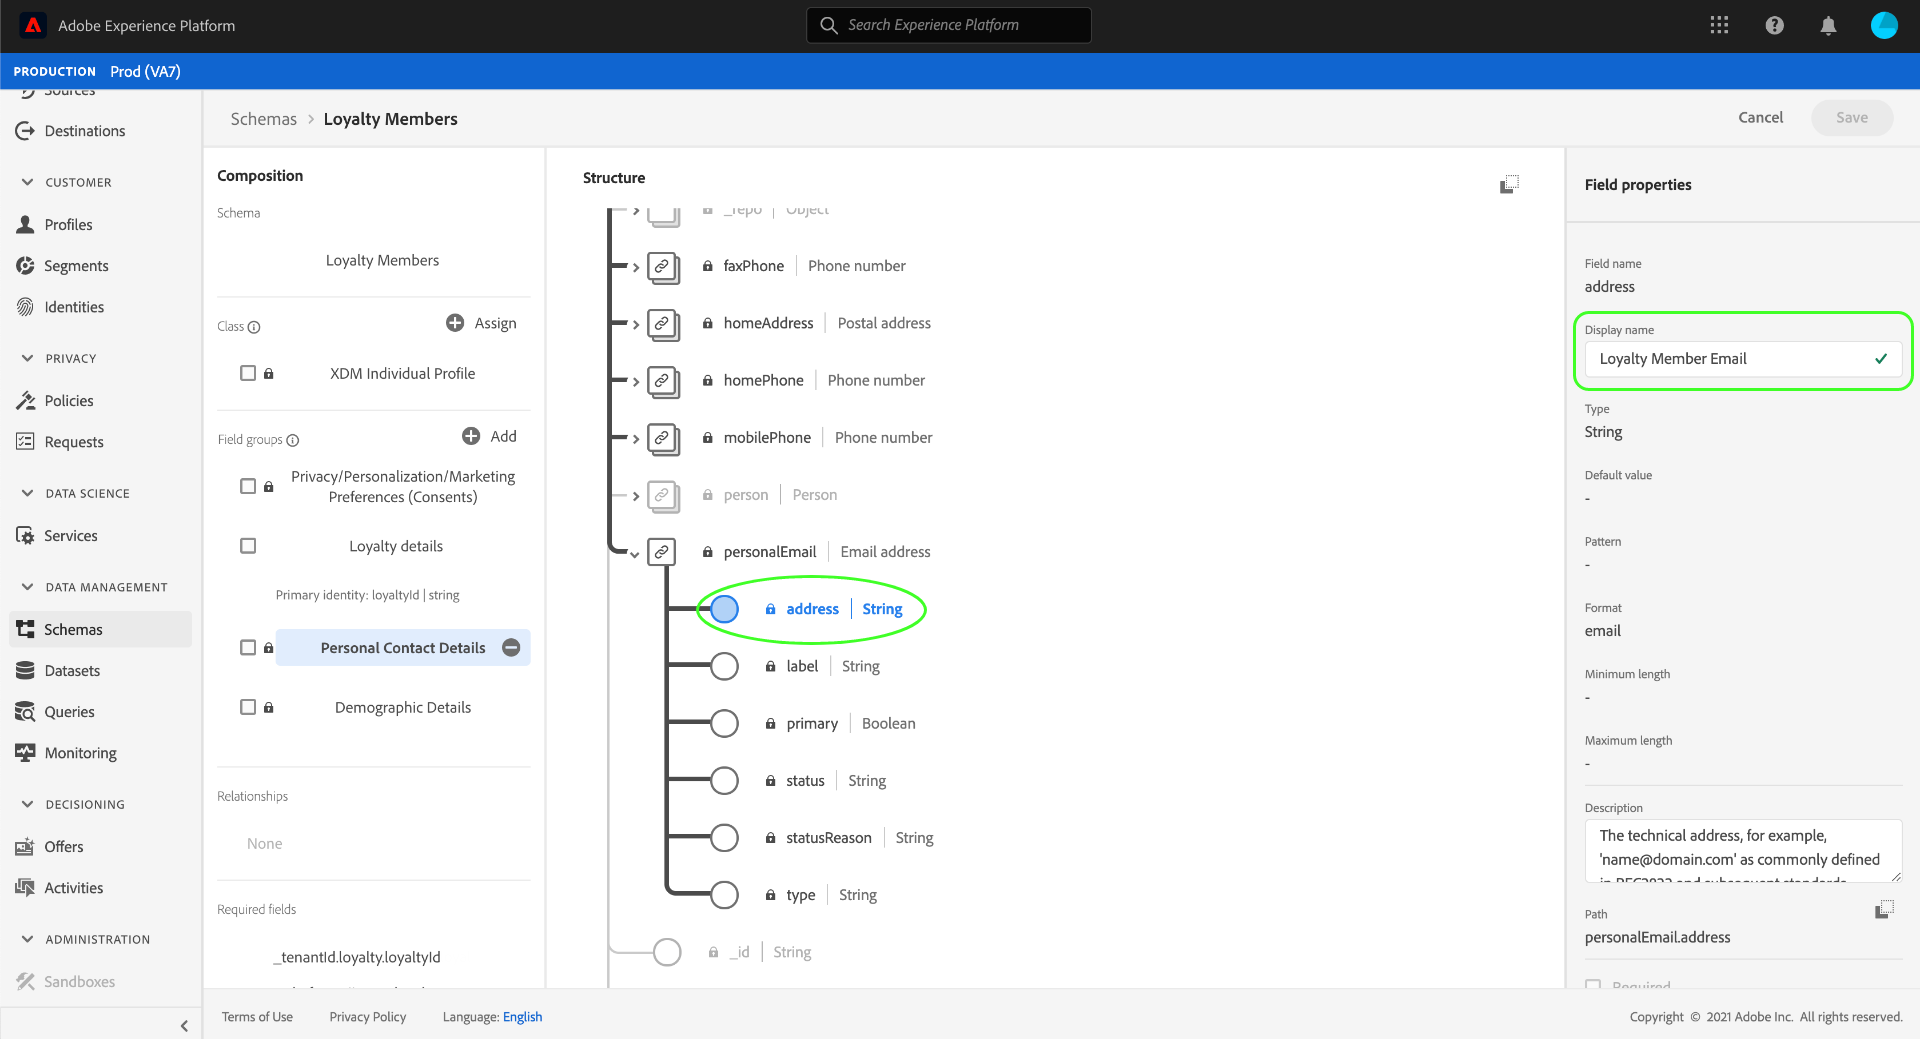 Adobe Experience Platform
Search Experience Platform
PRODUCTION Prod (VA7)
Sources
Destinations
CUSTOMER
Profiles
Segments
Identities
PRIVACY
Policies
Requests
DATA SCIENCE
Services
DATA MANAGEMENT
Schemas
Datasets
Queries
Monitoring
DECISIONING
Offers
Activities
ADMINISTRATION
Sandboxes
Schemas > Loyalty Members
Cancel
Save
Composition
Schema
Loyalty Members
Class
Assign
XDM Individual Profile
Field groups
Add
Privacy/Personalization/Marketing
Preferences (Consents)
Loyalty details
Primary identity: loyaltyId | string
Personal Contact Details
Demographic Details
Relationships
None
Required fields
_tenantId.loyalty.loyaltyId
Structure
_repo | Object
faxPhone | Phone number
homeAddress | Postal address
homePhone | Phone number
mobilePhone | Phone number
person | Person
personalEmail | Email address
address | String
label | String
primary | Boolean
status | String
statusReason | String
type | String
_id | String
Field properties
Field name
address
Display name
Loyalty Member Email
Type
String
Default value
-
Pattern
-
Format
email
Minimum length
-
Maximum length
-
Description
The technical address, for example,
'name@domain.com' as commonly defined
in RFC2822 and subsequent standards
Path
personalEmail.address
Required
Terms of Use
Privacy Policy
Language: English
Copyright © 2021 Adobe Inc. All rights reserved.